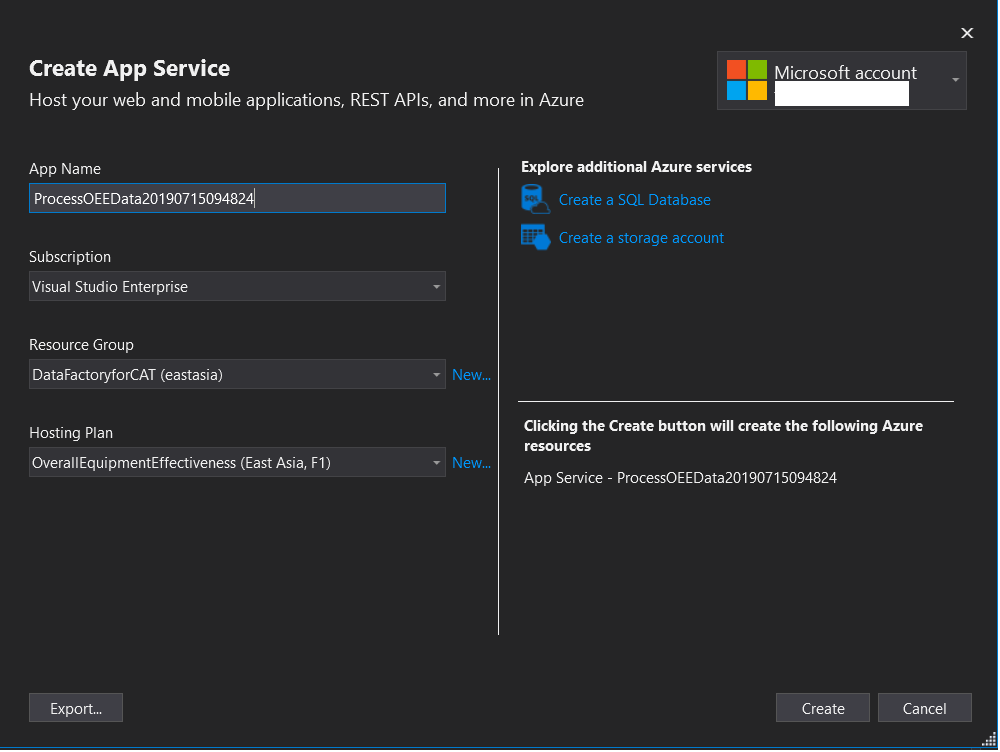 Create App Service
Host your web and mobile applications, REST APIs, and more in Azure
Microsoft account
App Name
ProcessOEEData20190715094824
Subscription
Visual Studio Enterprise
Resource Group
DataFactoryforCAT (eastasia)
New...
Hosting Plan
OverallEquipmentEffectiveness (East Asia, F1)
New...
Explore additional Azure services
SQL
Create a SQL Database
Create a storage account
Clicking the Create button will create the following Azure
resources
App Service - ProcessOEEData20190715094824
Export...
Create
Cancel